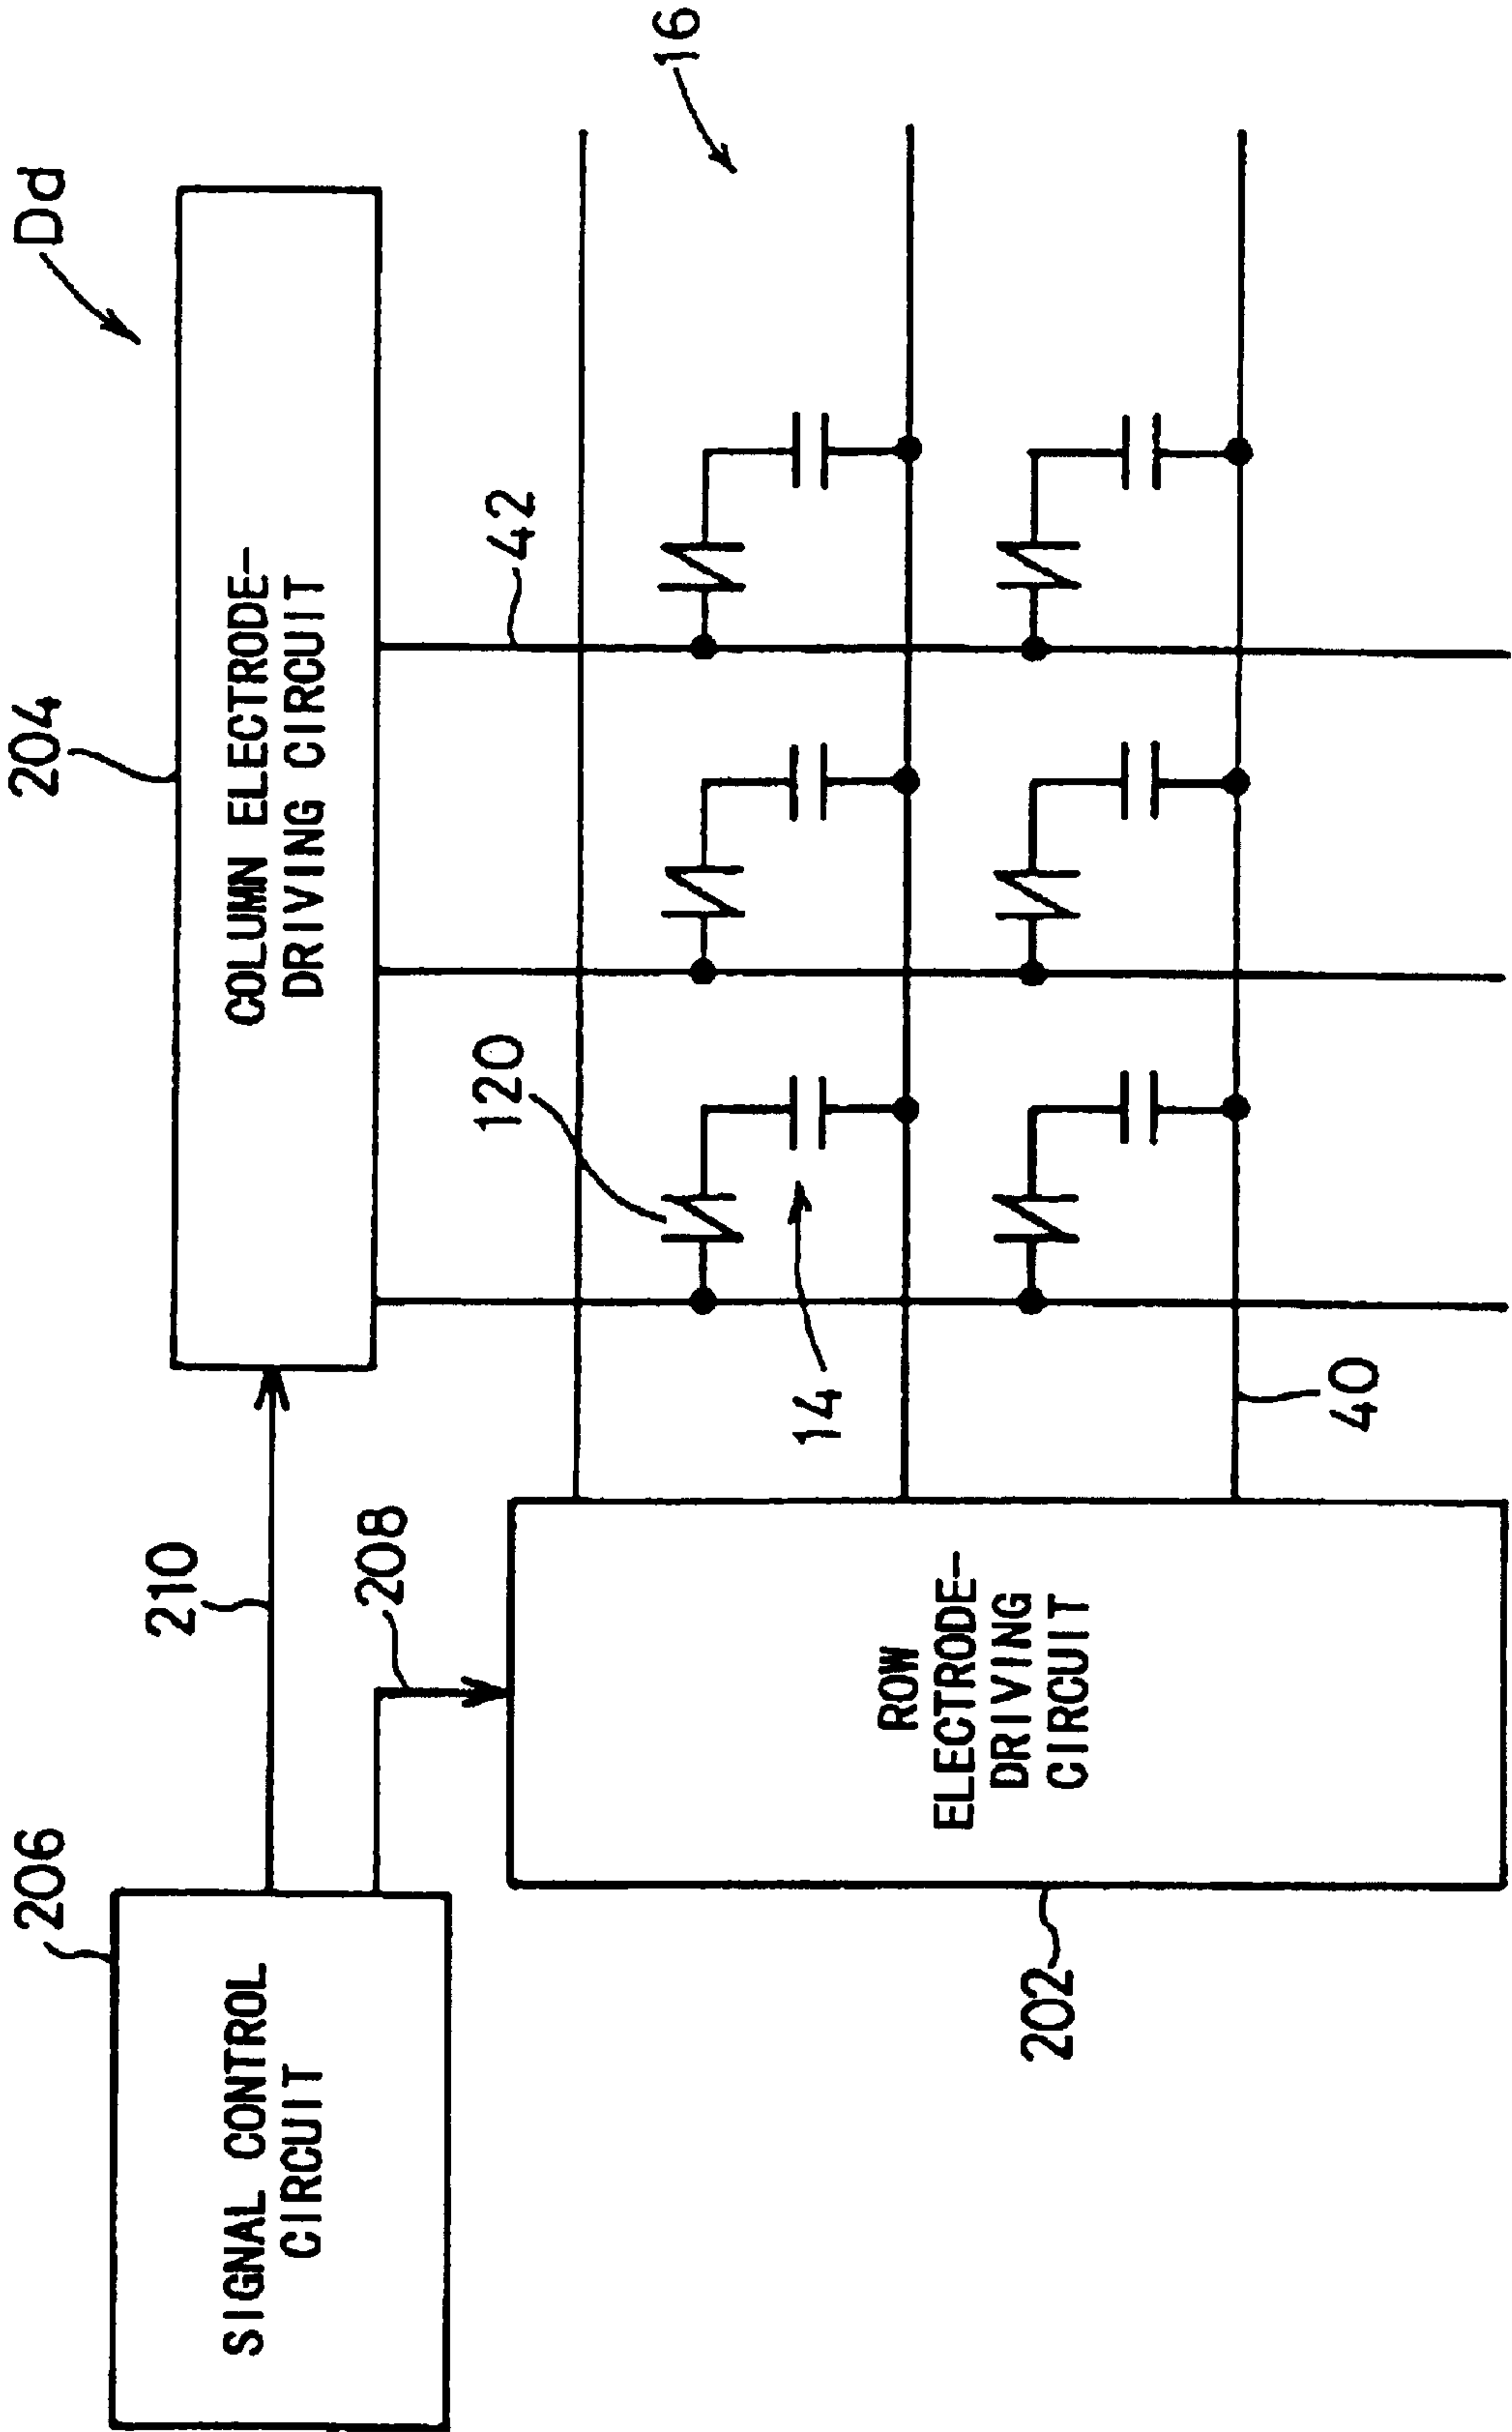 Dd
204
COLUMN ELECTRODE-
DRIVING CIRCUIT
16
42
120
14
40
210
208
206
SIGNAL CONTROL
CIRCUIT
ROW
ELECTRODE-
DRIVING
CIRCUIT
202